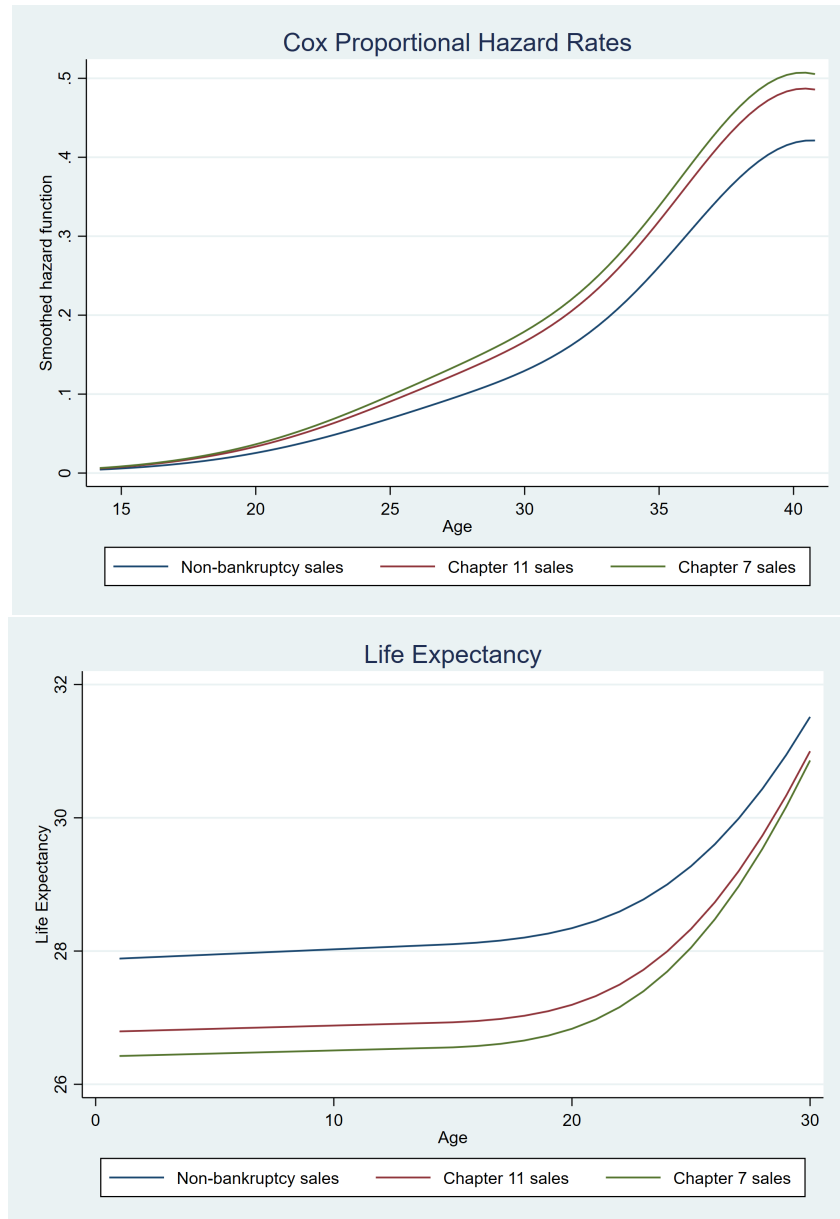 Cox Proportional Hazard Rates
Smoothed hazard function
.5
.4
.3
.2
.1
0
15 20 25 30 35 40
Age
Non-bankruptcy sales Chapter 11 sales Chapter 7 sales
Life Expectancy
Life Expectancy
32
30
28
26
0 10 20 30
Age
Non-bankruptcy sales Chapter 11 sales Chapter 7 sales